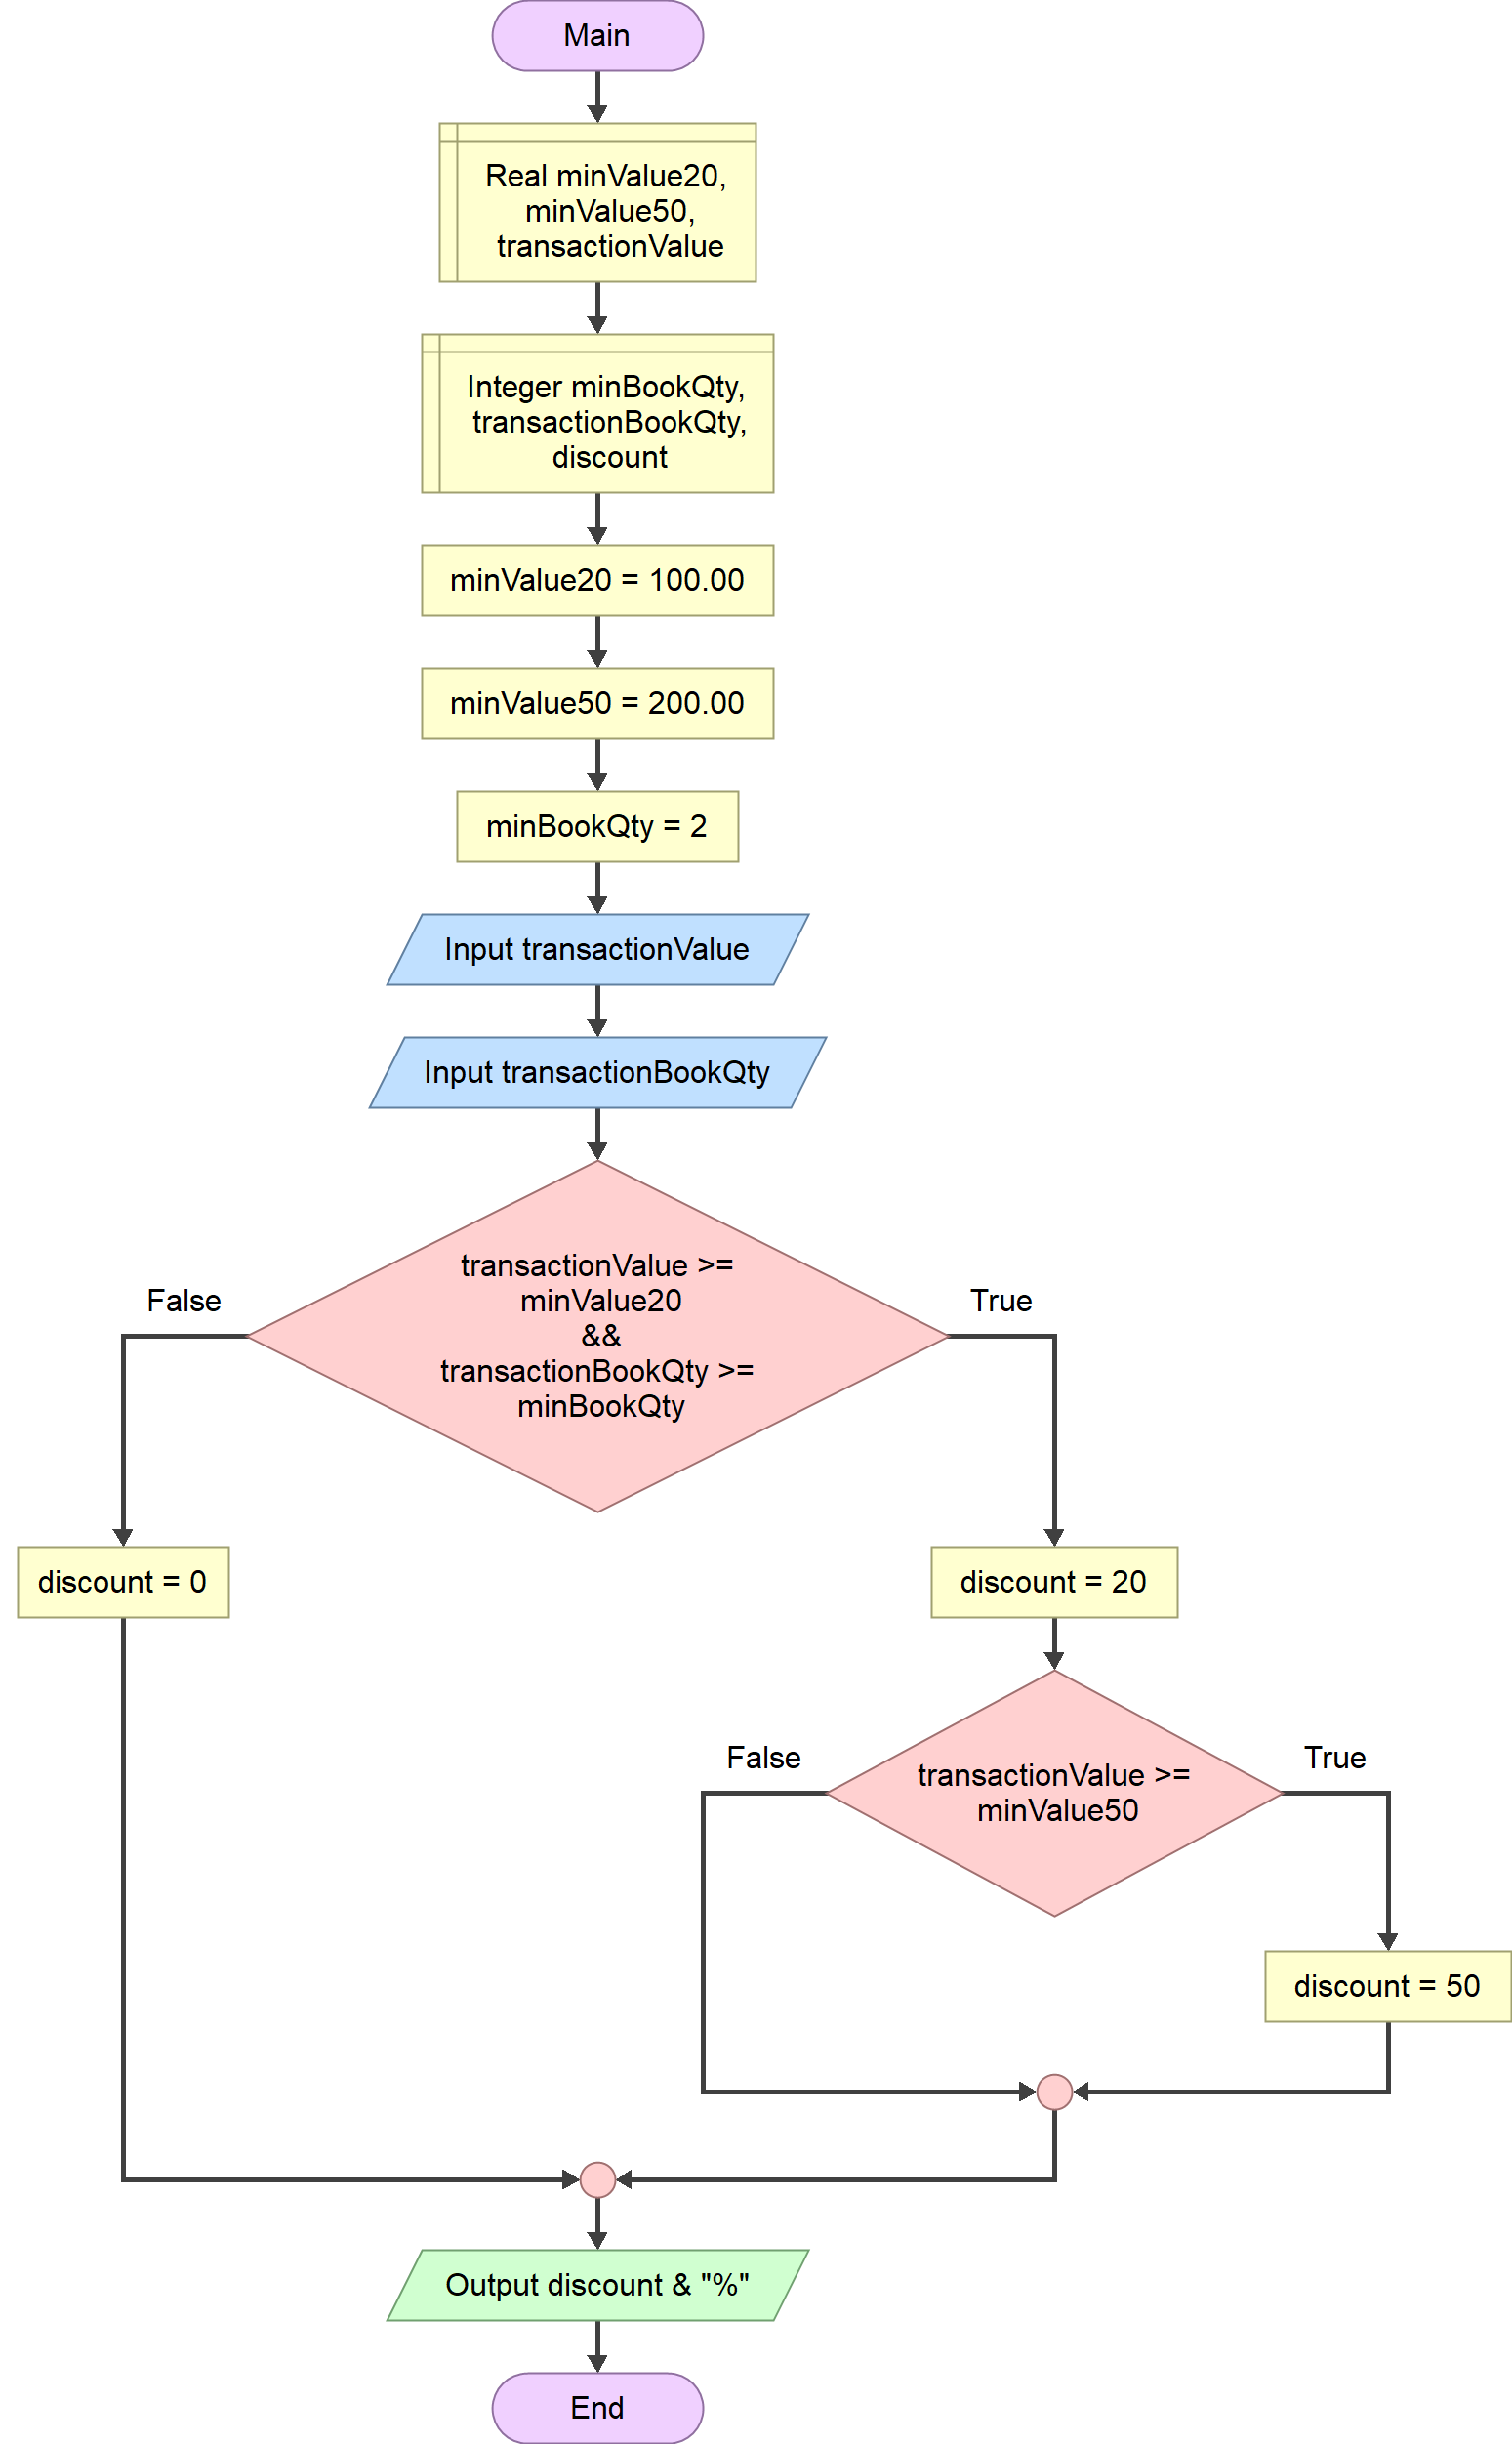 Main
Real minValue20,
minValue50,
transactionValue
Integer minBookQty,
transactionBookQty,
discount
minValue20 = 100.00
minValue50 = 200.00
minBookQty = 2
Input transactionValue
Input transactionBookQty
transactionValue >=
minValue20
&&
transactionBookQty >=
minBookQty
False
True
discount = 0
discount = 20
transactionValue >=
minValue50
False
True
discount = 50
Output discount & "%"
End